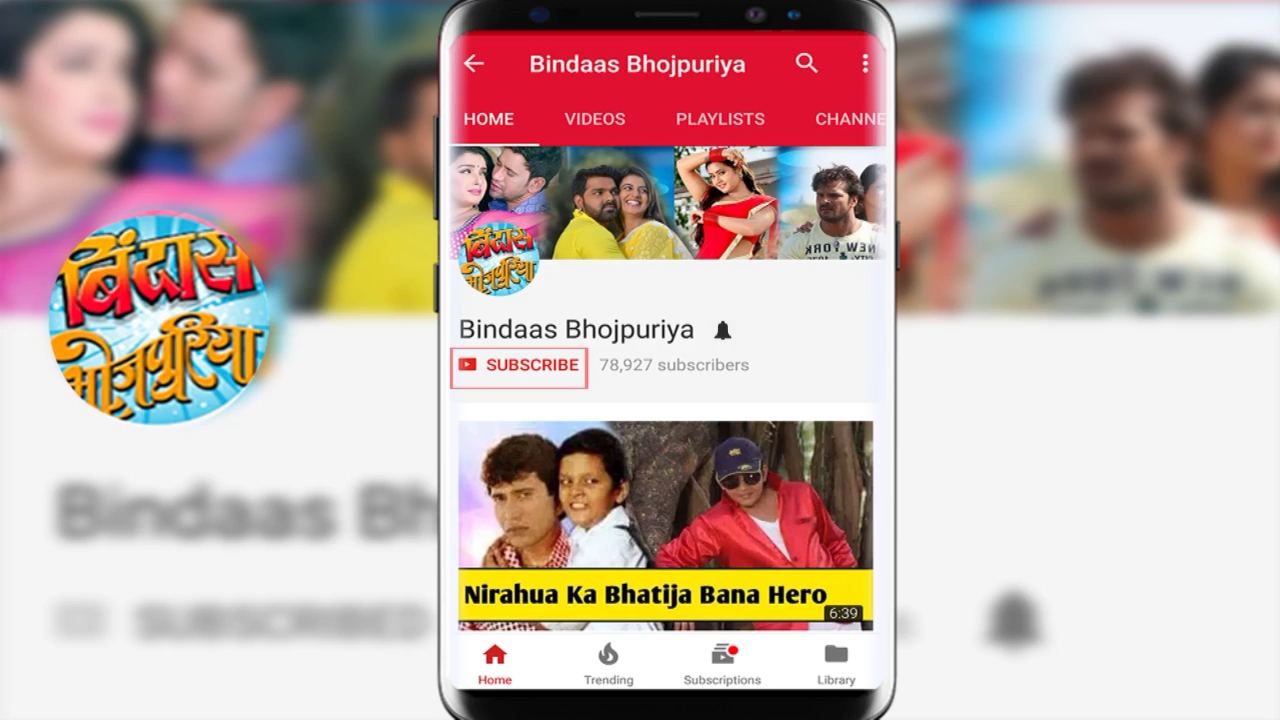 Bindaas Bhojpuriya
HOME VIDEOS PLAYLISTS CHANNE
बिंदास
भोजपुरिया
NEW YORK
बिंदास
भोजपुरिया
Bindaas Bhojpuriya
SUBSCRIBE 78,927 subscribers
Bindaas Bh
SUBSCRIBED
Nirahua Ka Bhatija Bana Hero
6:39
Home Trending Subscriptions Library